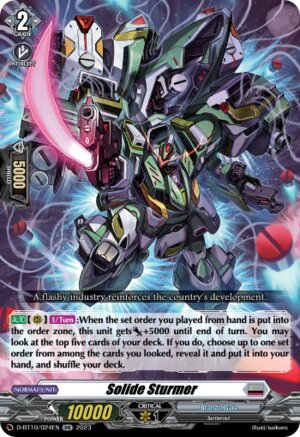 2
GRADE
INTERCEPT
5000
SHIELD
A flashy industry reinforces the country's development.
AUTO 1/Turn :When the set order you played from hand is put into
the order zone, this unit gets +5000 until end of turn. You may
look at the top five cards of your deck. If you do, choose up to one set
order from among the cards you looked, reveal it and put it into your
hand, and shuffle your deck.
NORMAL UNIT
Solide Sturmer
Power 10000
CRITICAL
1
Brandt Gate
Battleroid
D-BT10/024EN RR 2023
illust/saikoro